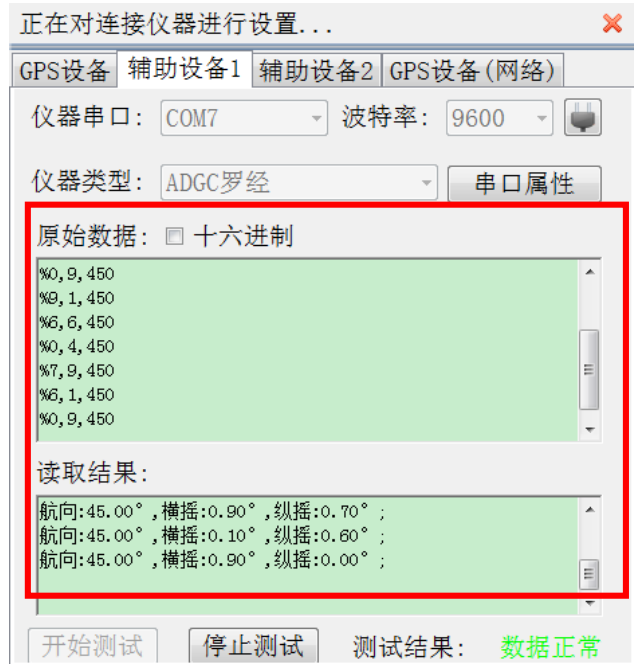 正在对连接仪器进行设置...
GPS设备 辅助设备1 辅助设备2 GPS设备(网络)
仪器串口: COM7 波特率: 9600
仪器类型: ADGC罗经 串口属性
原始数据: 十六进制
%0,9,450
%9,1,450
%6,6,450
%0,4,450
%7,9,450
%6,1,450
%0,9,450
读取结果:
航向:45.00°,横摇:0.90°,纵摇:0.70°;
航向:45.00°,横摇:0.10°,纵摇:0.60°;
航向:45.00°,横摇:0.90°,纵摇:0.00°;
开始测试 停止测试 测试结果: 数据正常